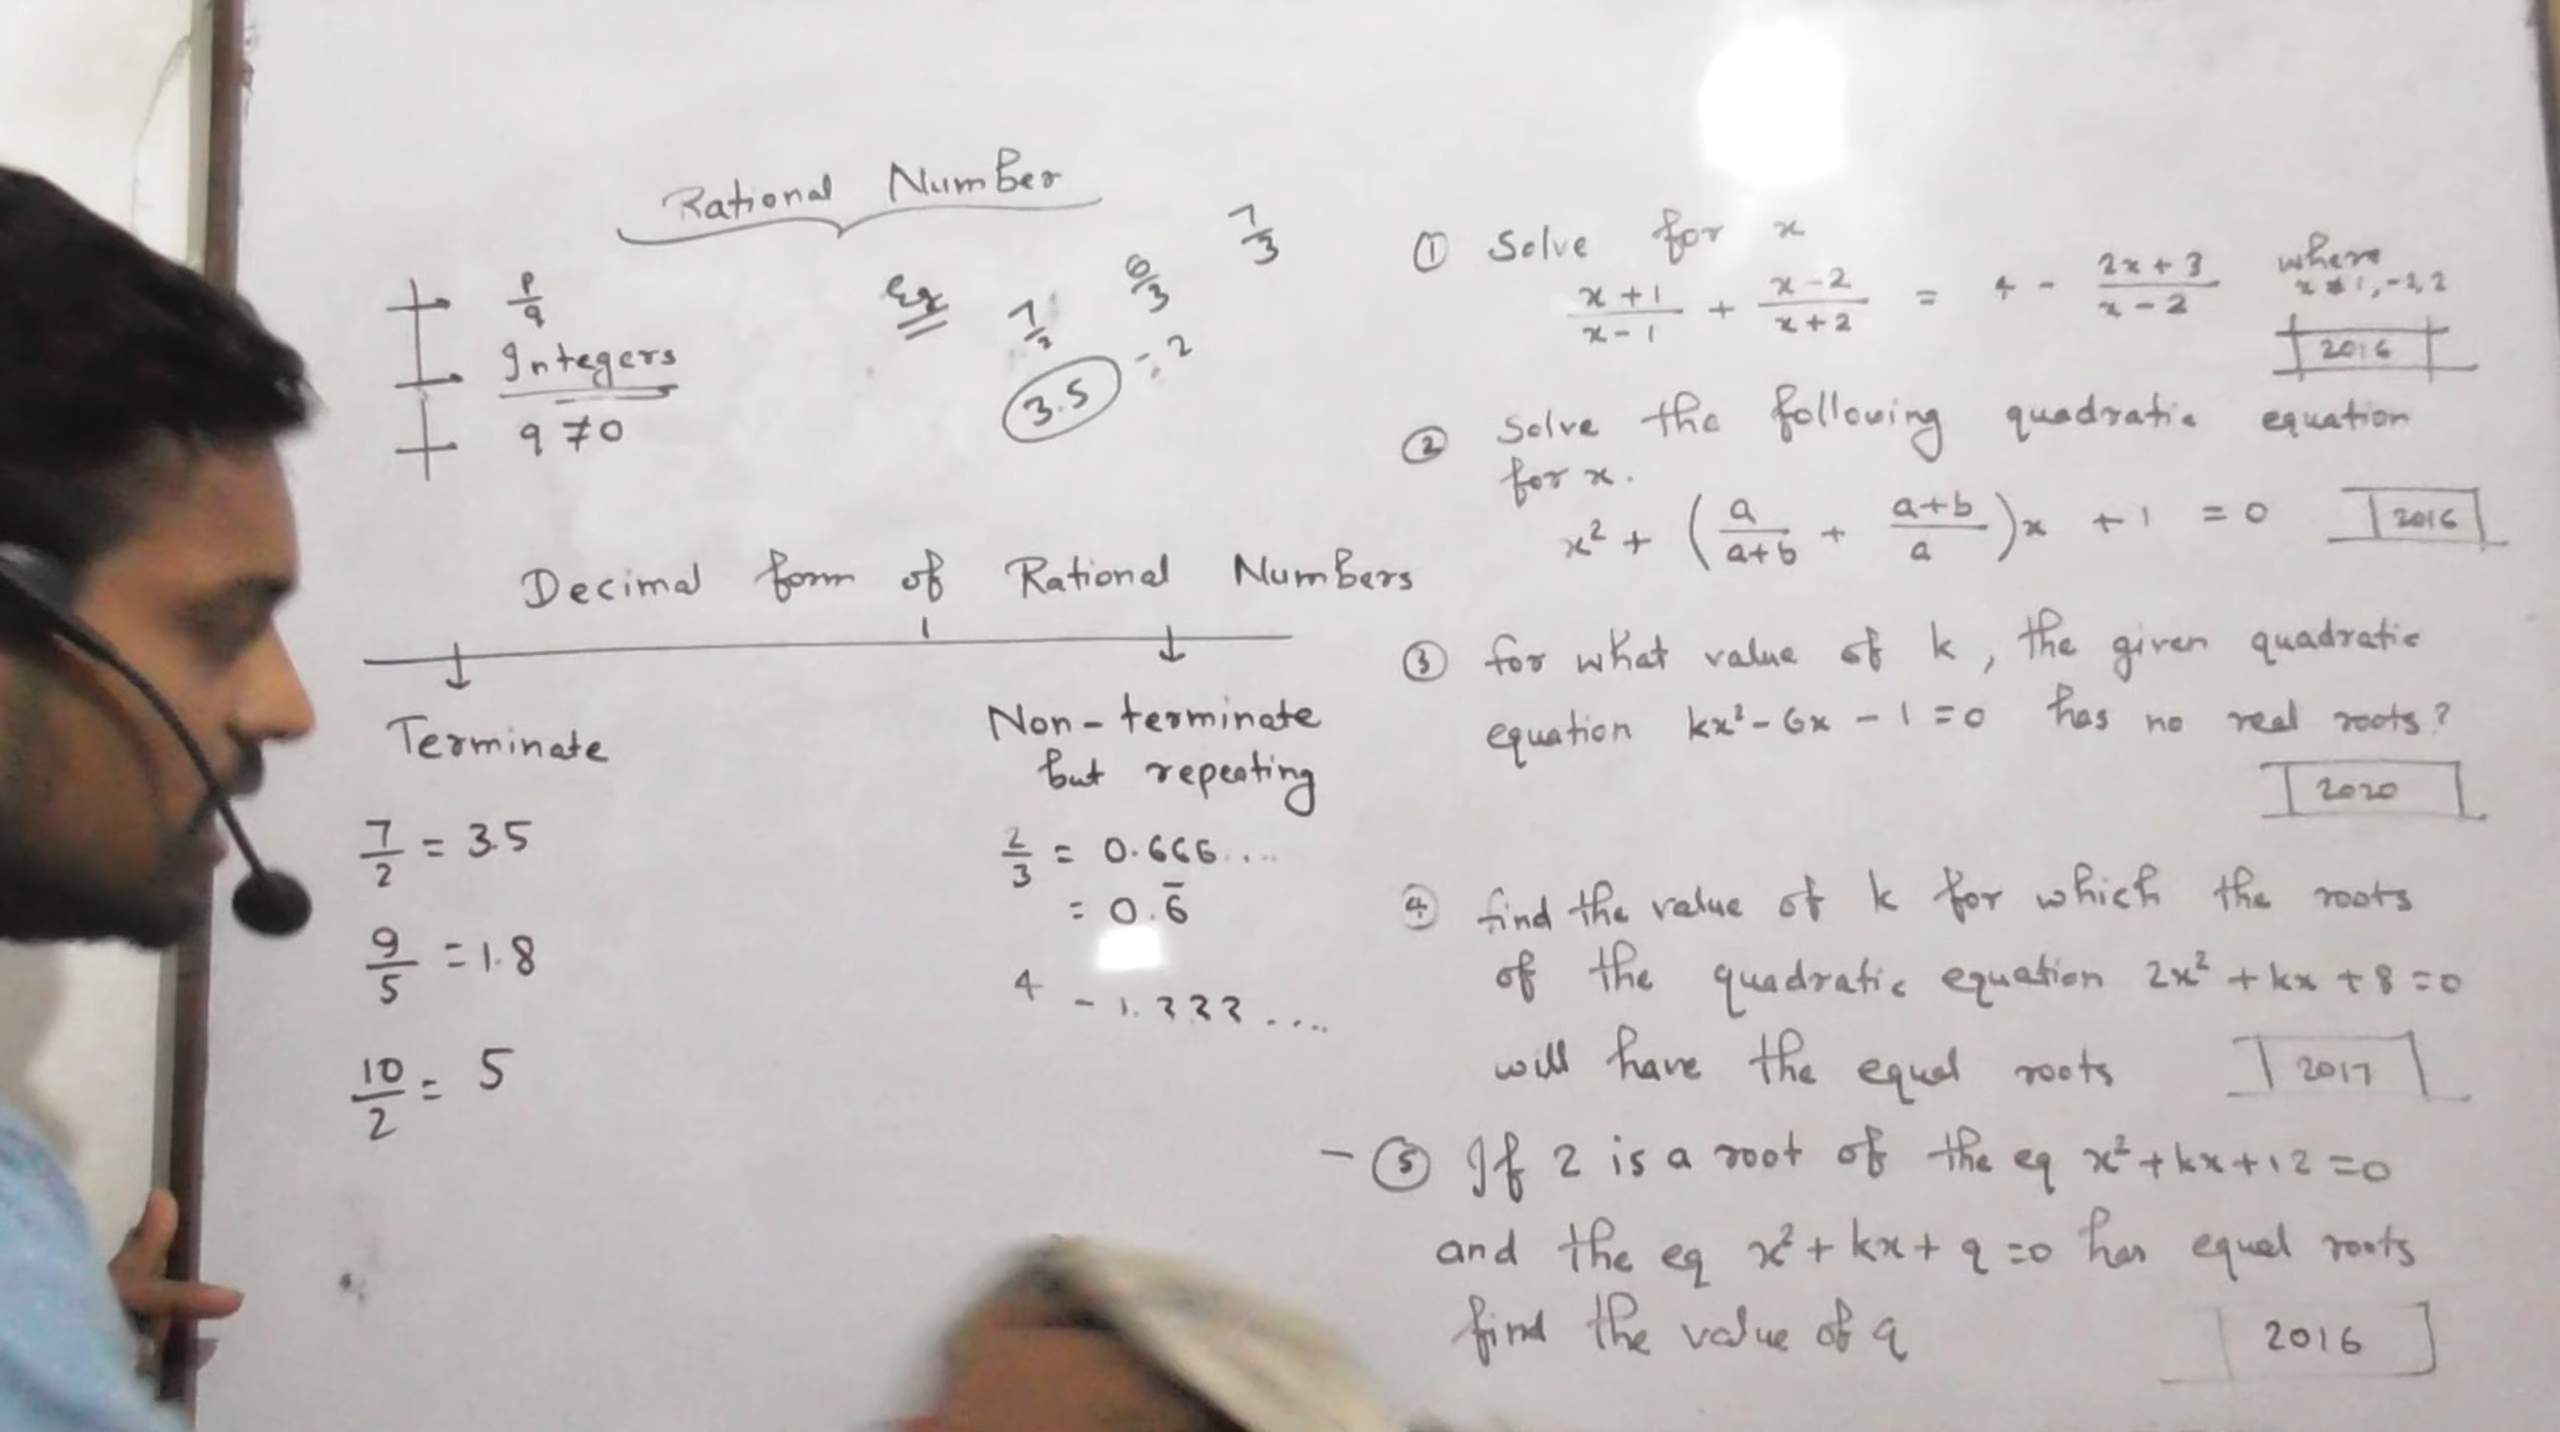 Rational Number
p/q
Integers
q ≠ 0
Ex 7/2 6/3 7/3
3.5 = 2
Decimal form of Rational Numbers
Terminate
7/2 = 3.5
9/5 = 1.8
10/2 = 5
Non-terminate
but repeating
2/3 = 0.666....
= 0.6̅
4 - 1.333....
① Solve for x
(x+1)/(x-1) + (x-2)/(x+2) = 4 - (2x+3)/(x-2) where
x ≠ 1, -2, 2
2016
② Solve the following quadratic equation
for x.
x² + (a/(a+b) + (a+b)/a)x + 1 = 0 2016
③ for what value of k, the given quadratic
equation kx² - 6x - 1 = 0 has no real roots?
2020
④ find the value of k for which the roots
of the quadratic equation 2x² + kx + 8 = 0
will have the equal roots 2017
- ⑤ If 2 is a root of the eq x² + kx + 12 = 0
and the eq x² + kx + q = 0 has equal roots
find the value of q 2016